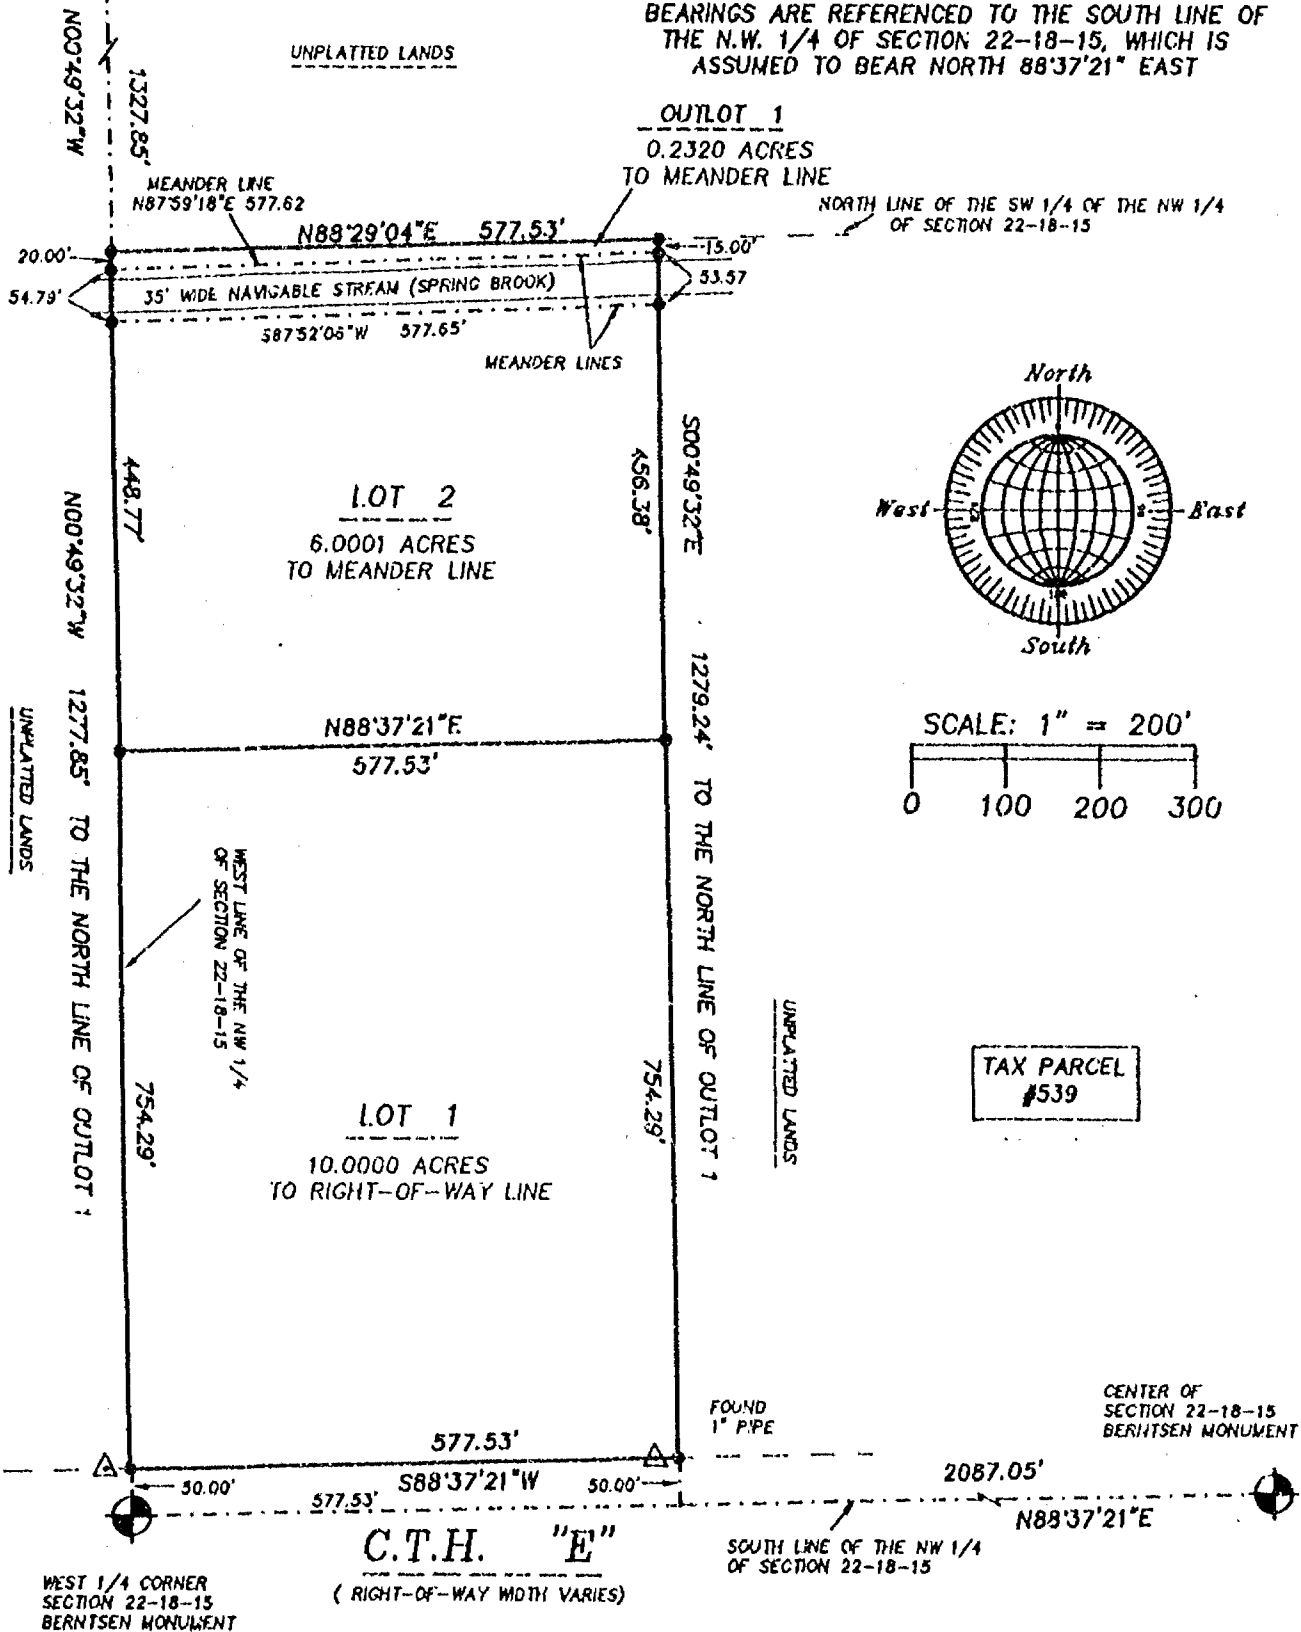 BEARINGS ARE REFERENCED TO THE SOUTH LINE OF
THE N.W. 1/4 OF SECTION 22-18-15, WHICH IS
ASSUMED TO BEAR NORTH 88°37'21" EAST
UNPLATTED LANDS
N00°49'32"W
1327.85'
OUTLOT 1
0.2320 ACRES
TO MEANDER LINE
MEANDER LINE
N87°59'18"E 577.62
NORTH LINE OF THE SW 1/4 OF THE NW 1/4
OF SECTION 22-18-15
N88°29'04"E 577.53'
20.00'
15.00'
54.79'
35' WIDE NAVIGABLE STREAM (SPRING BROOK)
53.57
S87°52'06"W 577.65'
MEANDER LINES
North
West
East
South
448.77'
456.38'
S00°49'32"E
1279.24' TO THE NORTH LINE OF OUTLOT 1
LOT 2
6.0001 ACRES
TO MEANDER LINE
N00°49'32"W 1277.85' TO THE NORTH LINE OF OUTLOT 1
UNPLATTED LANDS
N88°37'21"E
577.53'
SCALE: 1" = 200'
0 100 200 300
WEST LINE OF THE NW 1/4
OF SECTION 22-18-15
UNPLATTED LANDS
TAX PARCEL
#539
754.29'
754.29'
LOT 1
10.0000 ACRES
TO RIGHT-OF-WAY LINE
FOUND
1" PIPE
CENTER OF
SECTION 22-18-15
BERNTSEN MONUMENT
577.53'
S88°37'21"W
50.00'
50.00'
577.53'
2087.05'
N88°37'21"E
C.T.H. "E"
( RIGHT-OF-WAY WIDTH VARIES)
SOUTH LINE OF THE NW 1/4
OF SECTION 22-18-15
WEST 1/4 CORNER
SECTION 22-18-15
BERNTSEN MONUMENT